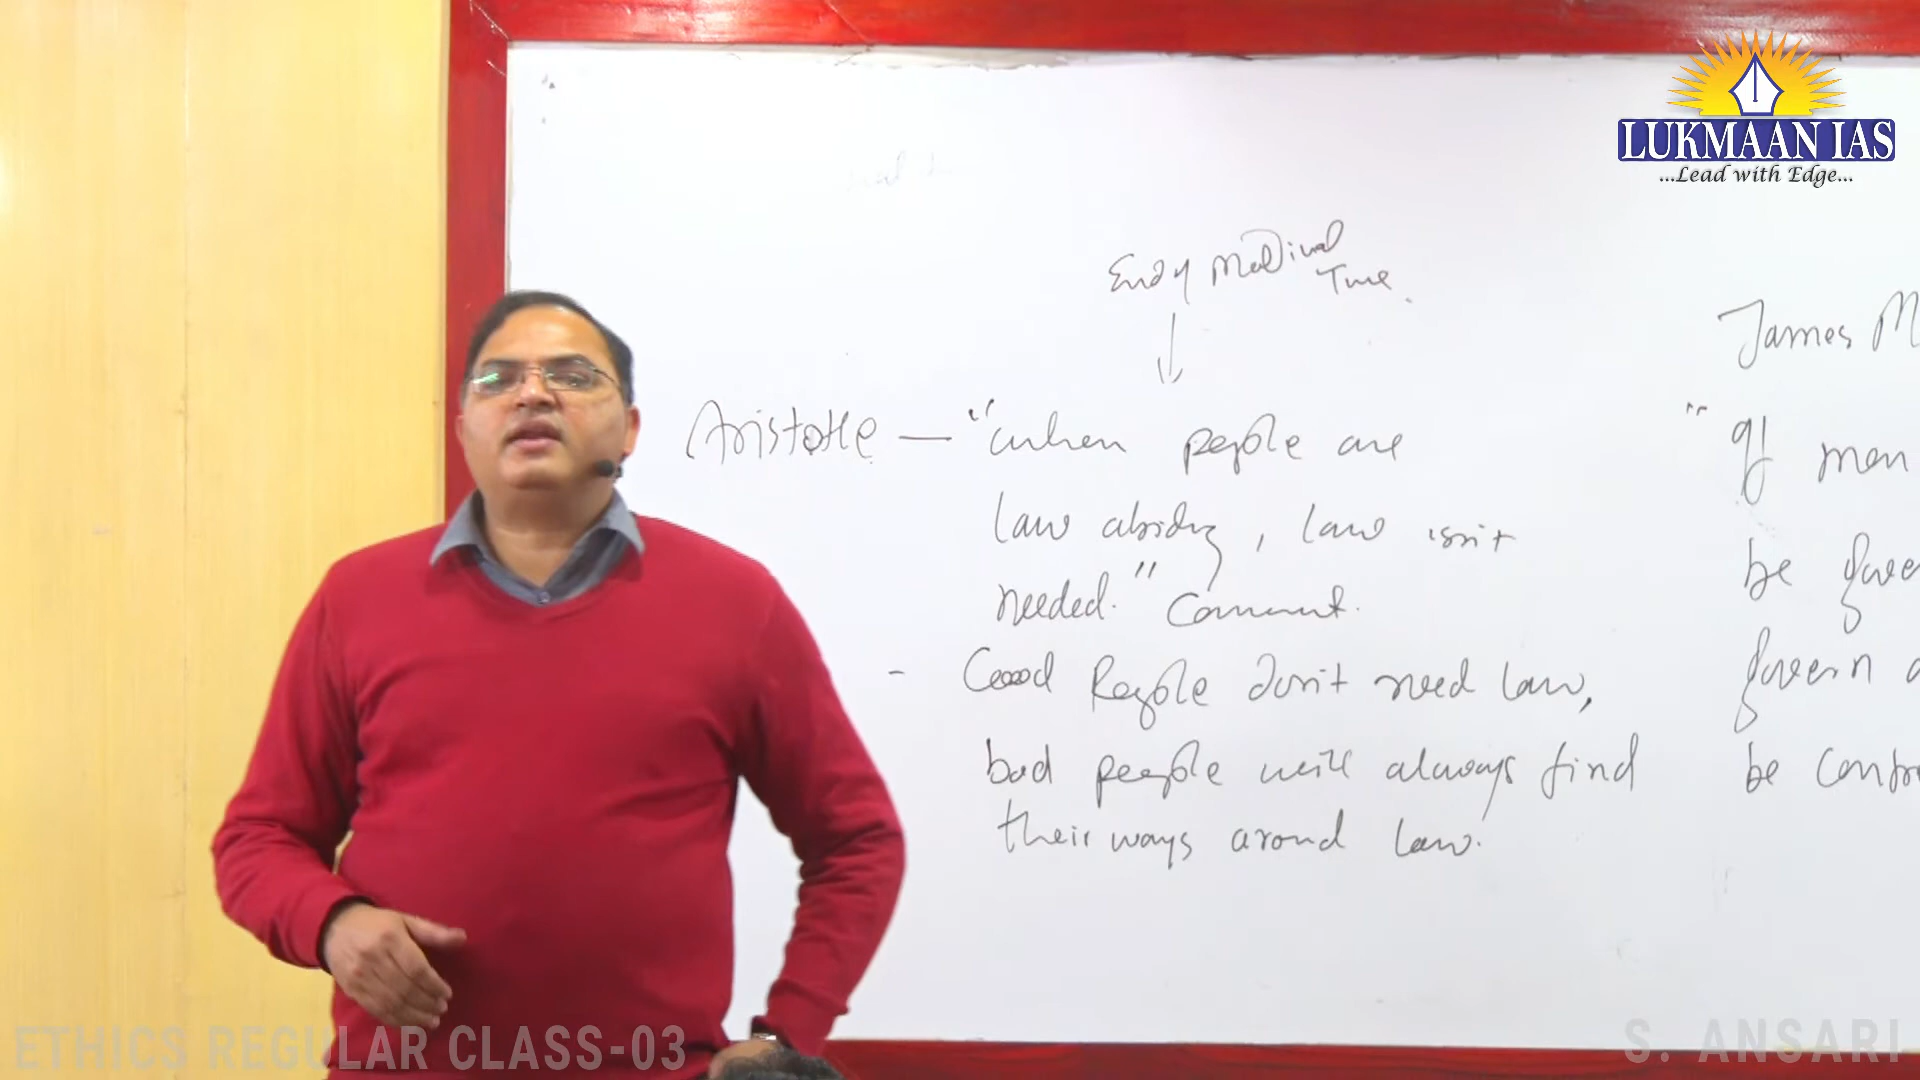 LUKMAAN IAS
...Lead with Edge...
End of Medival
Time.
Aristotle — "when people are
law abiding, law isn't
needed." Comment.
- Good People don't need law,
bad people will always find
their ways around law.
James M
" If men
be gove
govern a
be contro
ETHICS REGULAR CLASS-03
S. ANSARI